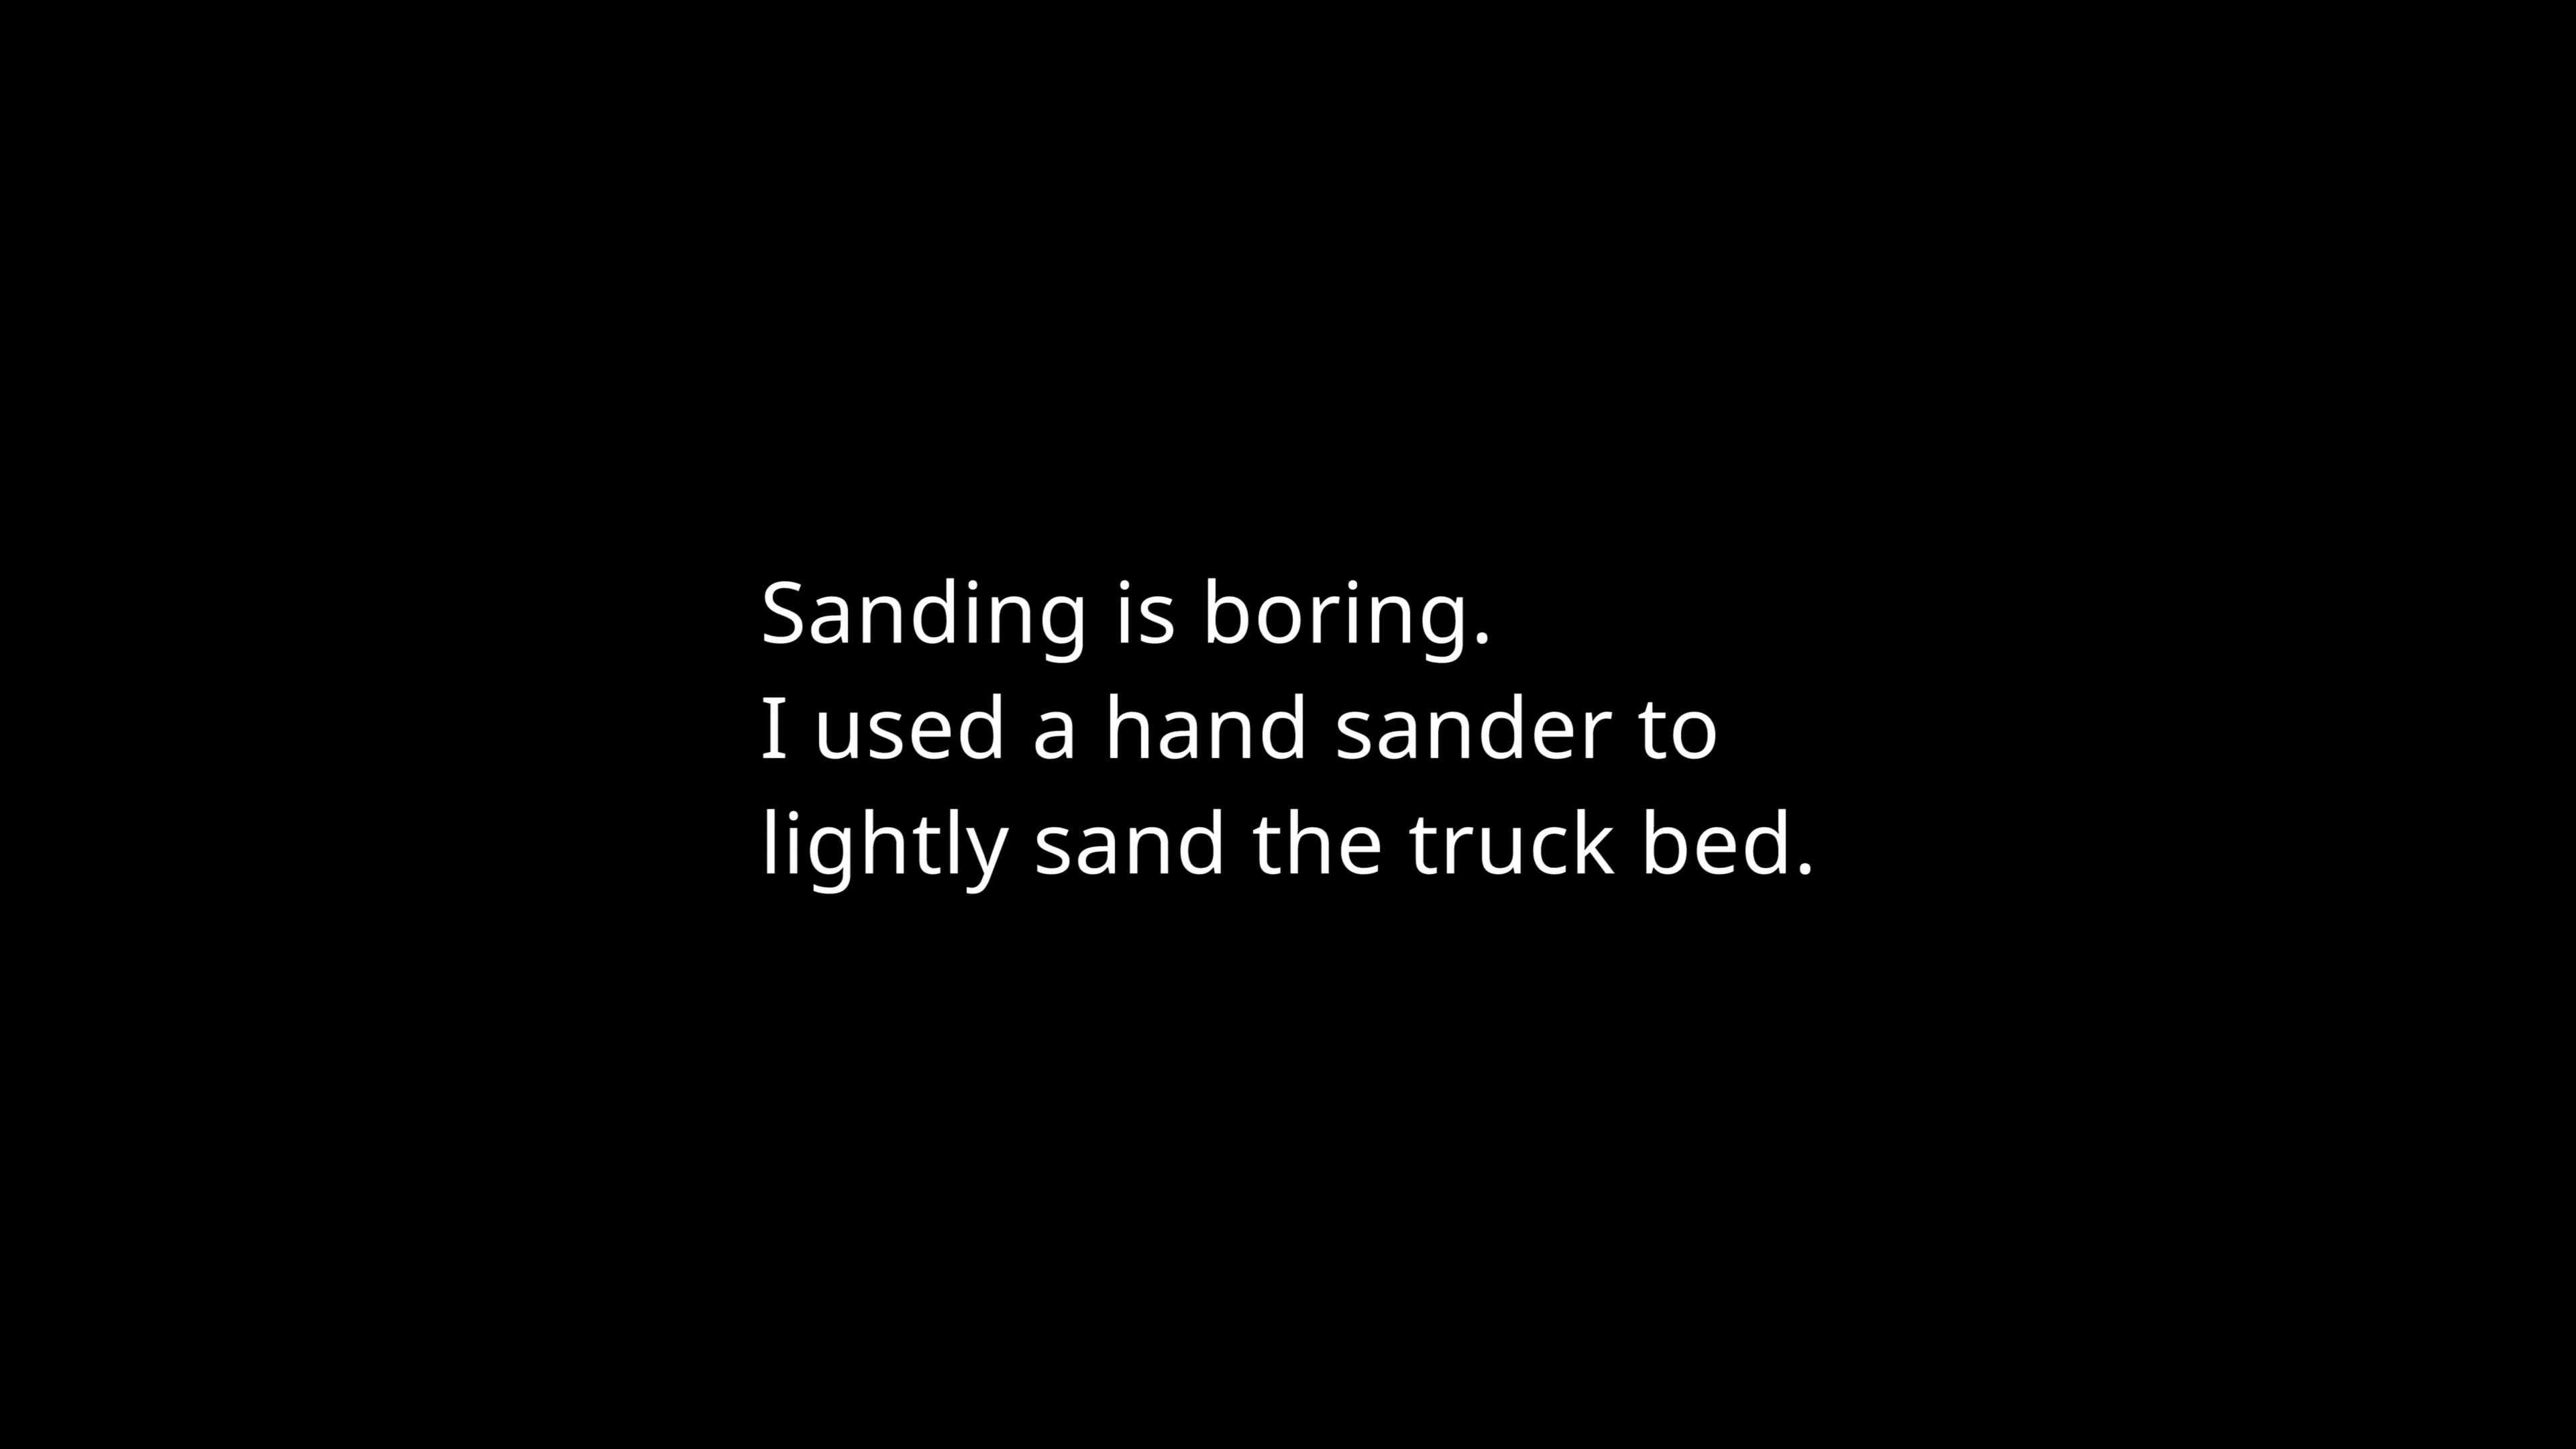 Sanding is boring.
I used a hand sander to
lightly sand the truck bed.